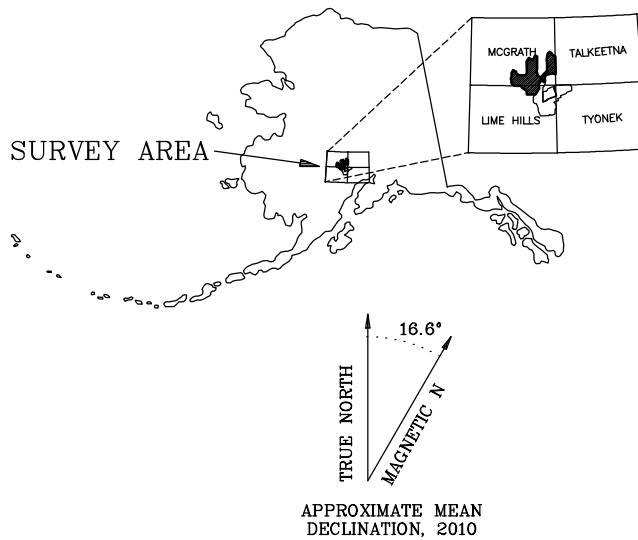 MCGRATH
TALKEETNA
LIME HILLS
TYONEK
SURVEY AREA
16.6°
TRUE NORTH
MAGNETIC N
APPROXIMATE MEAN
DECLINATION, 2010